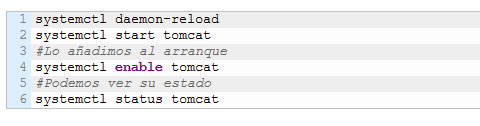 1 systemctl daemon-reload
2 systemctl start tomcat
3 #Lo añadimos al arranque
4 systemctl enable tomcat
5 #Podemos ver su estado
6 systemctl status tomcat